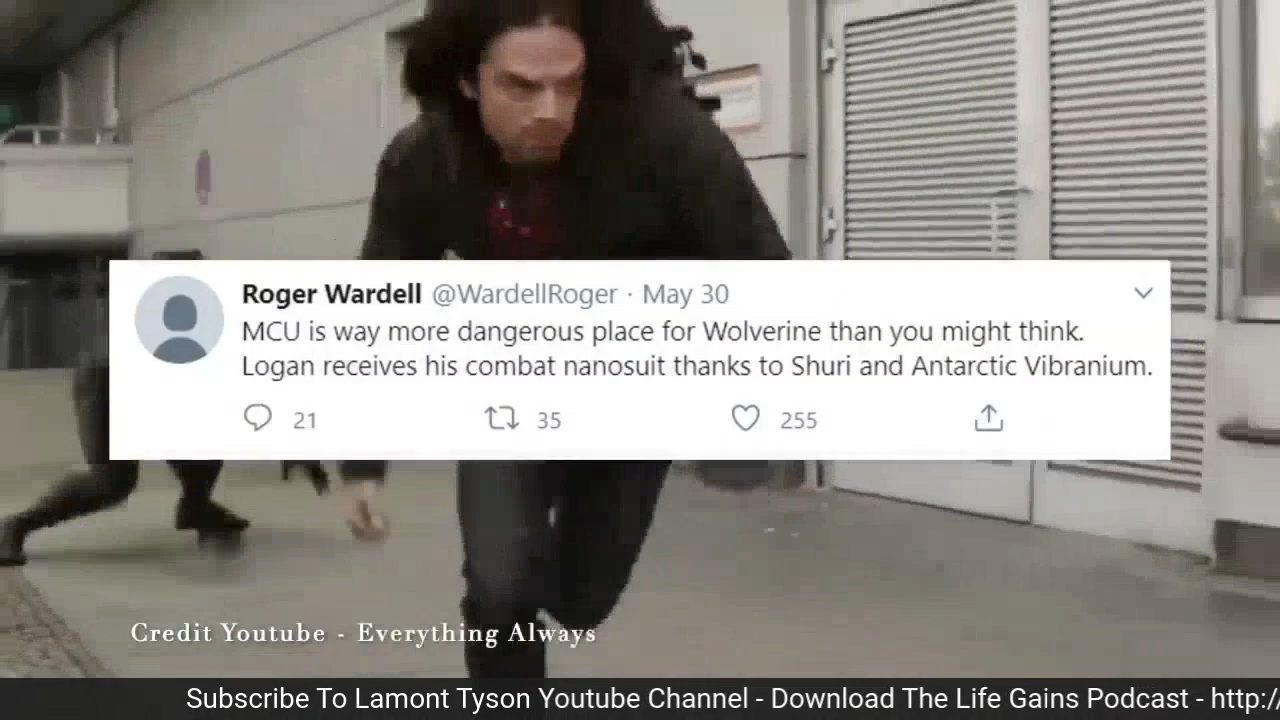 Roger Wardell @WardellRoger · May 30
MCU is way more dangerous place for Wolverine than you might think.
Logan receives his combat nanosuit thanks to Shuri and Antarctic Vibranium.
21 35 255
Credit Youtube - Everything Always
Subscribe To Lamont Tyson Youtube Channel - Download The Life Gains Podcast - http:/